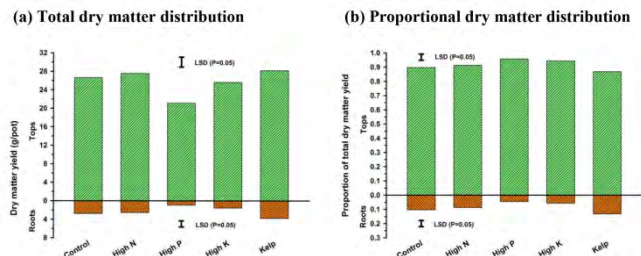 (a) Total dry matter distribution
(b) Proportional dry matter distribution
32
28
24
20
16
12
8
4
0
4
8
Dry matter yield (g/pot)
Tops
Roots
LSD (P=0.05)
LSD (P=0.05)
Control
High N
High P
High K
Kelp
1.0
0.9
0.8
0.7
0.6
0.5
0.4
0.3
0.2
0.1
0.0
0.1
0.2
0.3
Proportion of total dry matter yield
Tops
Roots
LSD (P=0.05)
LSD (P=0.05)
Control
High N
High P
High K
Kelp